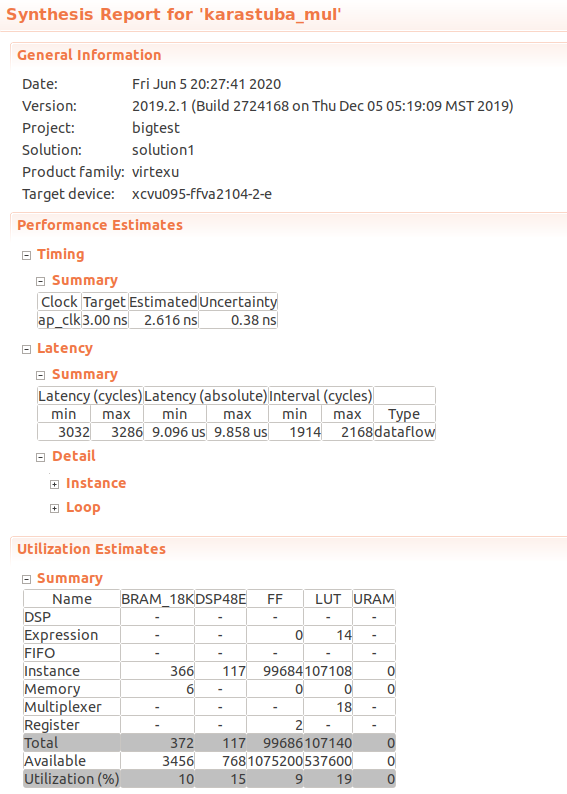 Synthesis Report for 'karastuba_mul'
General Information
Date: Fri Jun 5 20:27:41 2020
Version: 2019.2.1 (Build 2724168 on Thu Dec 05 05:19:09 MST 2019)
Project: bigtest
Solution: solution1
Product family: virtexu
Target device: xcvu095-ffva2104-2-e
Performance Estimates
Timing
Summary
Clock Target Estimated Uncertainty
ap_clk 3.00 ns 2.616 ns 0.38 ns
Latency
Summary
Latency (cycles) Latency (absolute) Interval (cycles)
min max min max min max Type
3032 3286 9.096 us 9.858 us 1914 2168 dataflow
Detail
Instance
Loop
Utilization Estimates
Summary
Name BRAM_18K DSP48E FF LUT URAM
DSP - - - - -
Expression - - 0 14 -
FIFO - - - - -
Instance 366 117 99684 107108 0
Memory 6 - 0 0 0
Multiplexer - - - 18 -
Register - - 2 - -
Total 372 117 99686 107140 0
Available 3456 768 1075200 537600 0
Utilization (%) 10 15 9 19 0